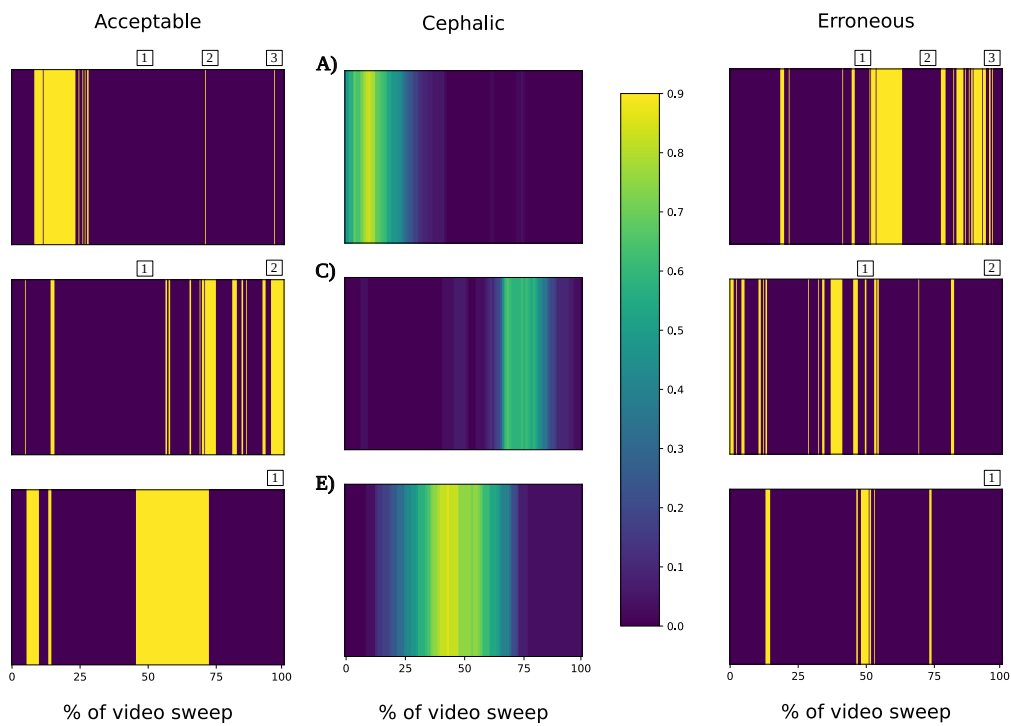 Acceptable
Cephalic
Erroneous
1 2 3
A)
1 2 3
0.9
0.8
0.7
0.6
0.5
0.4
0.3
0.2
0.1
0.0
1 2
C)
1 2
1
E)
1
0 25 50 75 100
0 25 50 75 100
0 25 50 75 100
% of video sweep
% of video sweep
% of video sweep